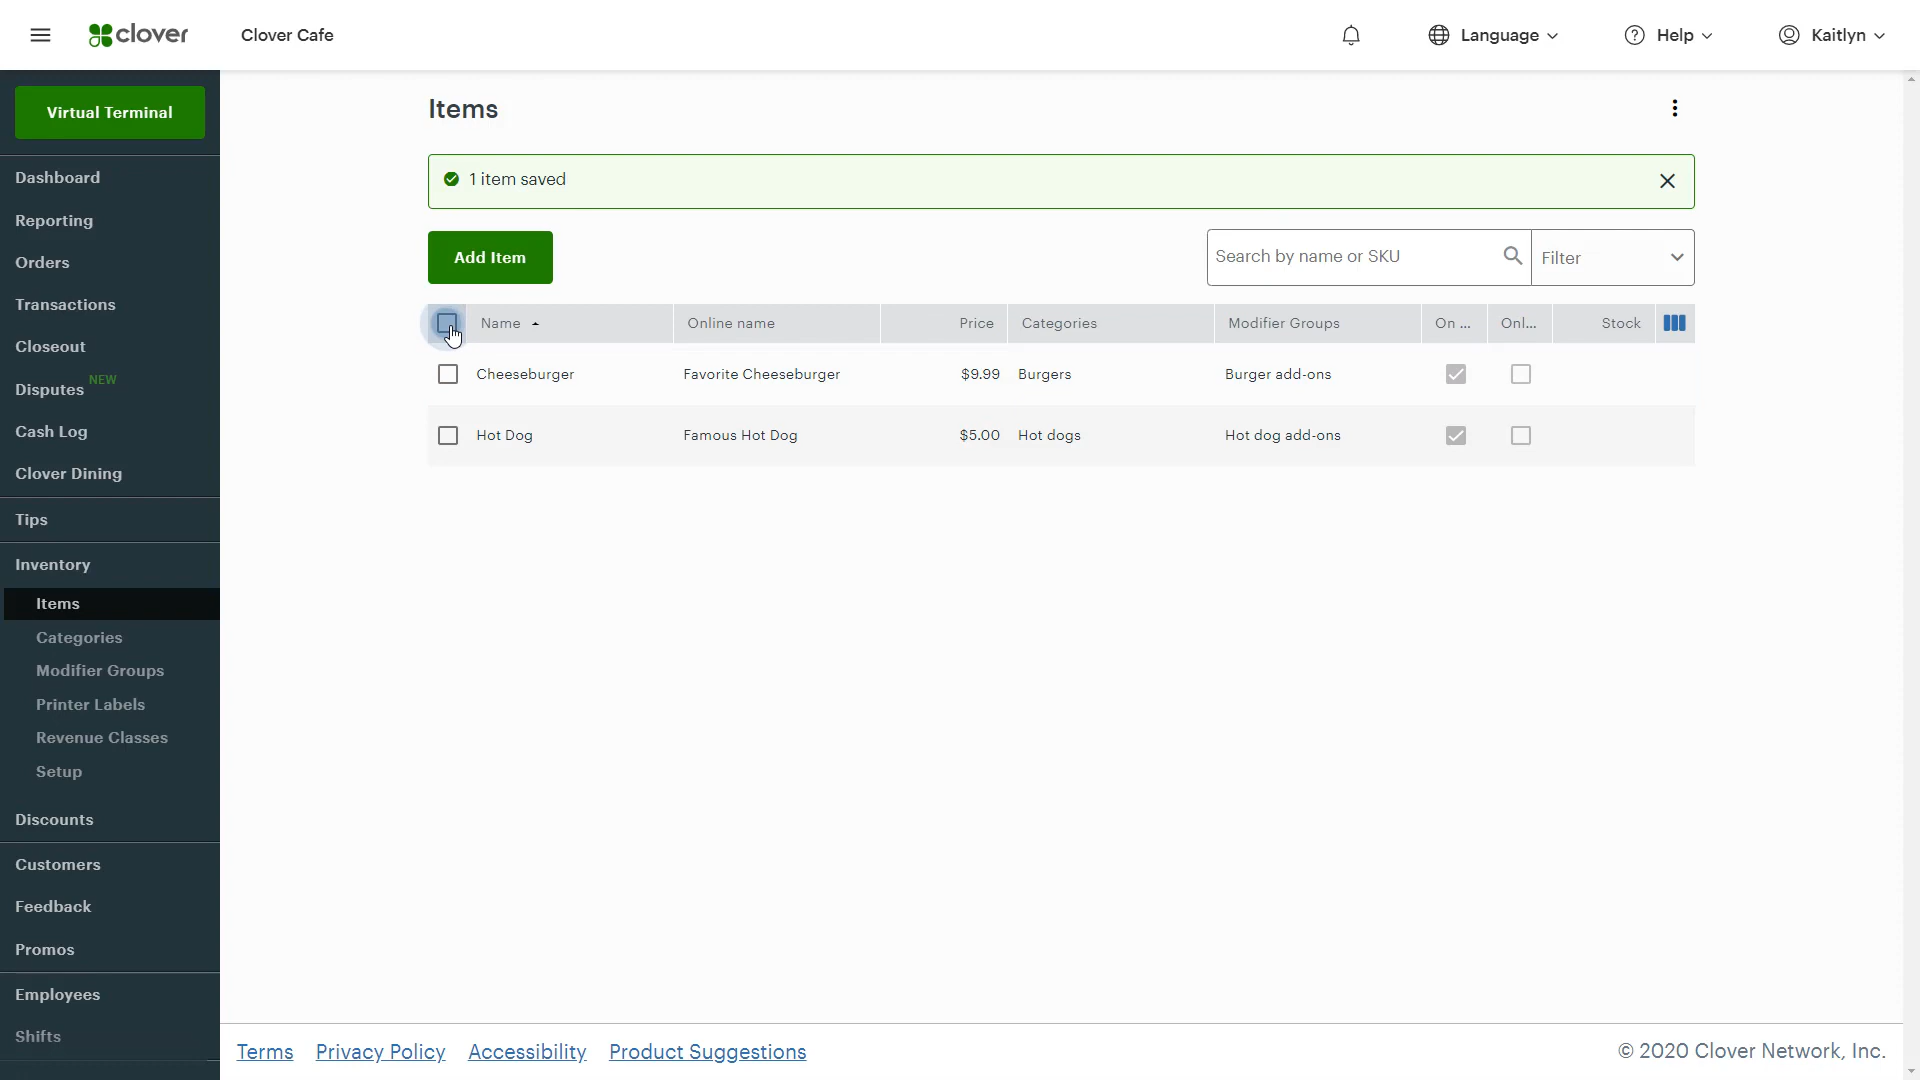 clover
Clover Cafe
Language
Help
Kaitlyn
Virtual Terminal
Dashboard
Reporting
Orders
Transactions
Closeout
Disputes NEW
Cash Log
Clover Dining
Tips
Inventory
Items
Categories
Modifier Groups
Printer Labels
Revenue Classes
Setup
Discounts
Customers
Feedback
Promos
Employees
Shifts
Items
1 item saved
Add Item
Search by name or SKU
Filter
Name Online name Price Categories Modifier Groups On ... Onl... Stock
Cheeseburger Favorite Cheeseburger $9.99 Burgers Burger add-ons
Hot Dog Famous Hot Dog $5.00 Hot dogs Hot dog add-ons
Terms Privacy Policy Accessibility Product Suggestions
© 2020 Clover Network, Inc.